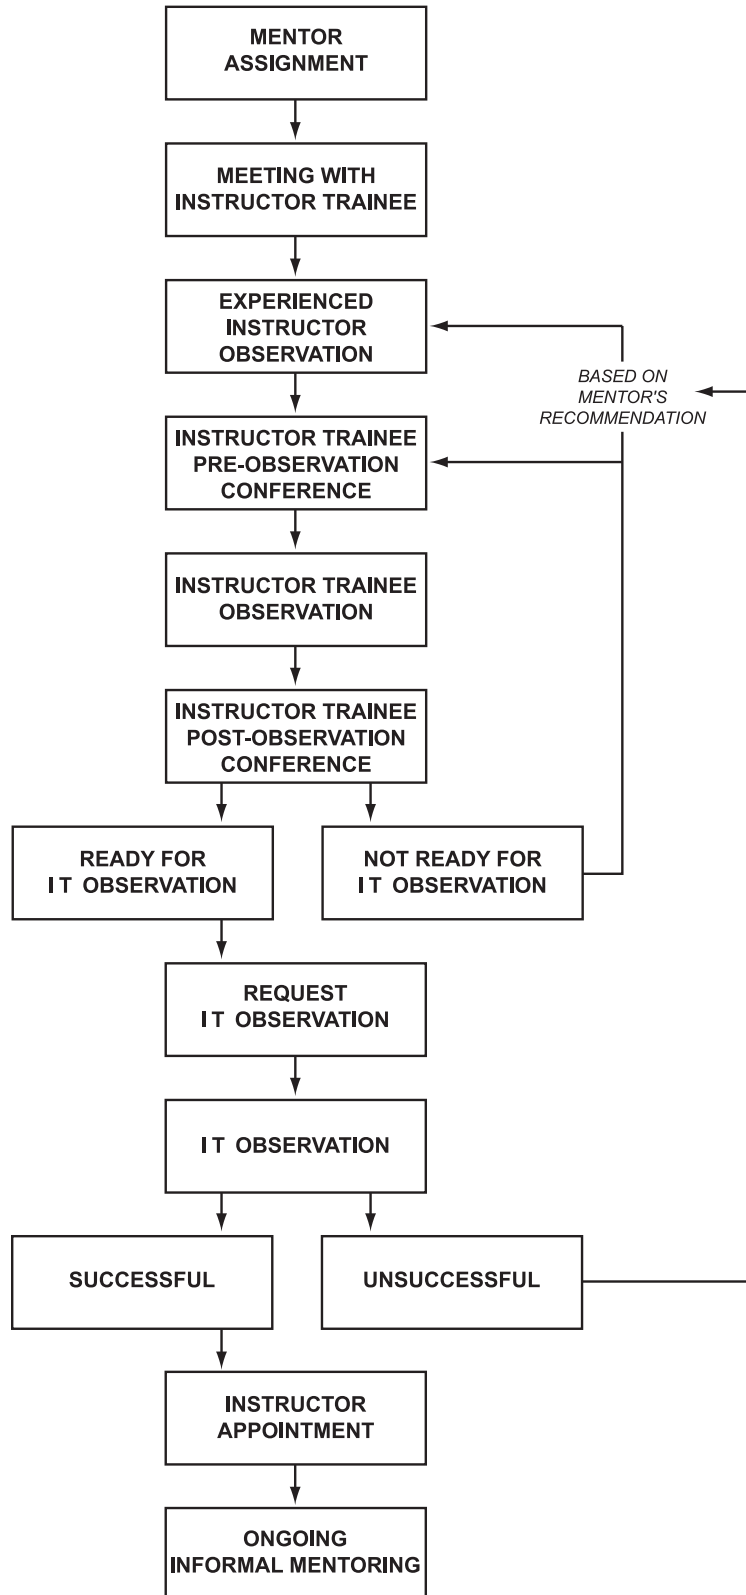 MENTOR
ASSIGNMENT
MEETING WITH
INSTRUCTOR TRAINEE
EXPERIENCED
INSTRUCTOR
OBSERVATION
BASED ON
MENTOR'S
RECOMMENDATION
INSTRUCTOR TRAINEE
PRE-OBSERVATION
CONFERENCE
INSTRUCTOR TRAINEE
OBSERVATION
INSTRUCTOR TRAINEE
POST-OBSERVATION
CONFERENCE
READY FOR
I T OBSERVATION
NOT READY FOR
I T OBSERVATION
REQUEST
I T OBSERVATION
I T OBSERVATION
SUCCESSFUL
UNSUCCESSFUL
INSTRUCTOR
APPOINTMENT
ONGOING
INFORMAL MENTORING